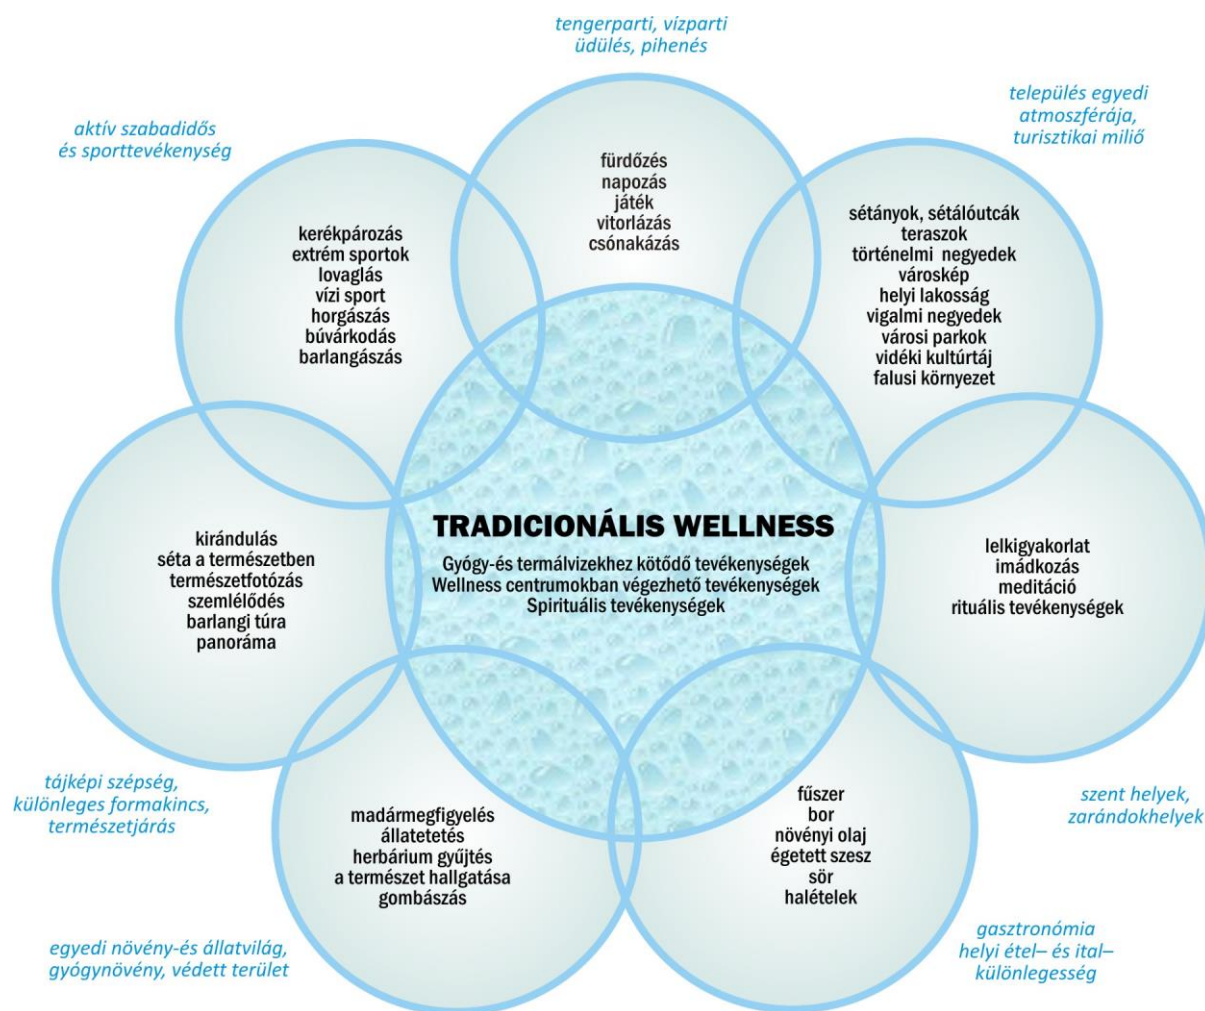 tengerparti, vízparti
üdülés, pihenés
fürdőzés
napozás
játék
vitorlázás
csónakázás
település egyedi
atmoszférája,
turisztikai miliő
sétányok, sétálóutcák
teraszok
történelmi negyedek
városkép
helyi lakosság
vigalmi negyedek
városi parkok
vidéki kultúrtáj
falusi környezet
aktív szabadidős
és sporttevékenység
kerékpározás
extrém sportok
lovaglás
vízi sport
horgászás
búvárkodás
barlangászás
TRADICIONÁLIS WELLNESS
Gyógy-és termálvizekhez kötődő tevékenységek
Wellness centrumokban végezhető tevékenységek
Spirituális tevékenységek
lelkigyakorlat
imádkozás
meditáció
rituális tevékenységek
szent helyek,
zarándokhelyek
kirándulás
séta a természetben
természetfotózás
szemlélődés
barlangi túra
panoráma
tájképi szépség,
különleges formakincs,
természetjárás
madármegfigyelés
állatetetés
herbárium gyűjtés
a természet hallgatása
gombászás
egyedi növény-és állatvilág,
gyógynövény, védett terület
fűszer
bor
növényi olaj
égetett szesz
sör
halételek
gasztronómia
helyi étel– és ital–
különlegesség